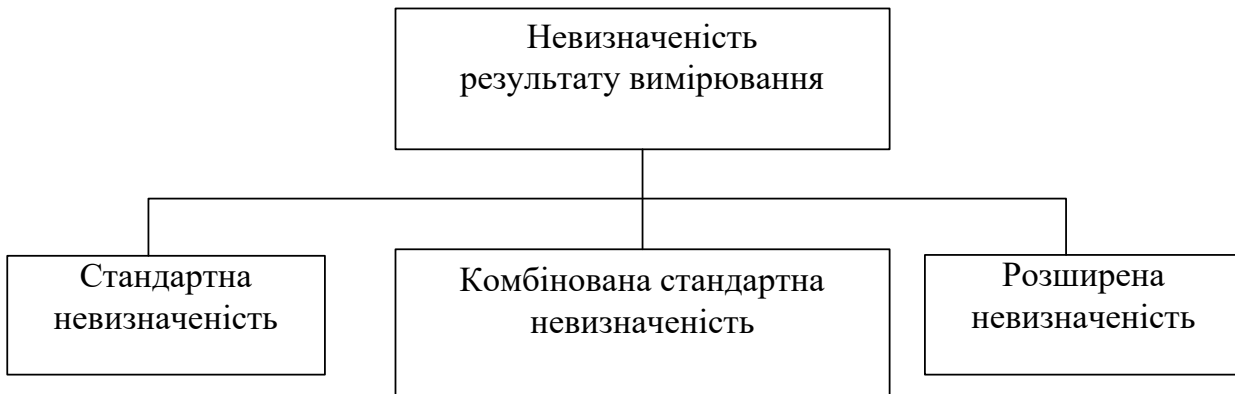 Невизначеність
результату вимірювання
Стандартна
невизначеність
Комбінована стандартна
невизначеність
Розширена
невизначеність